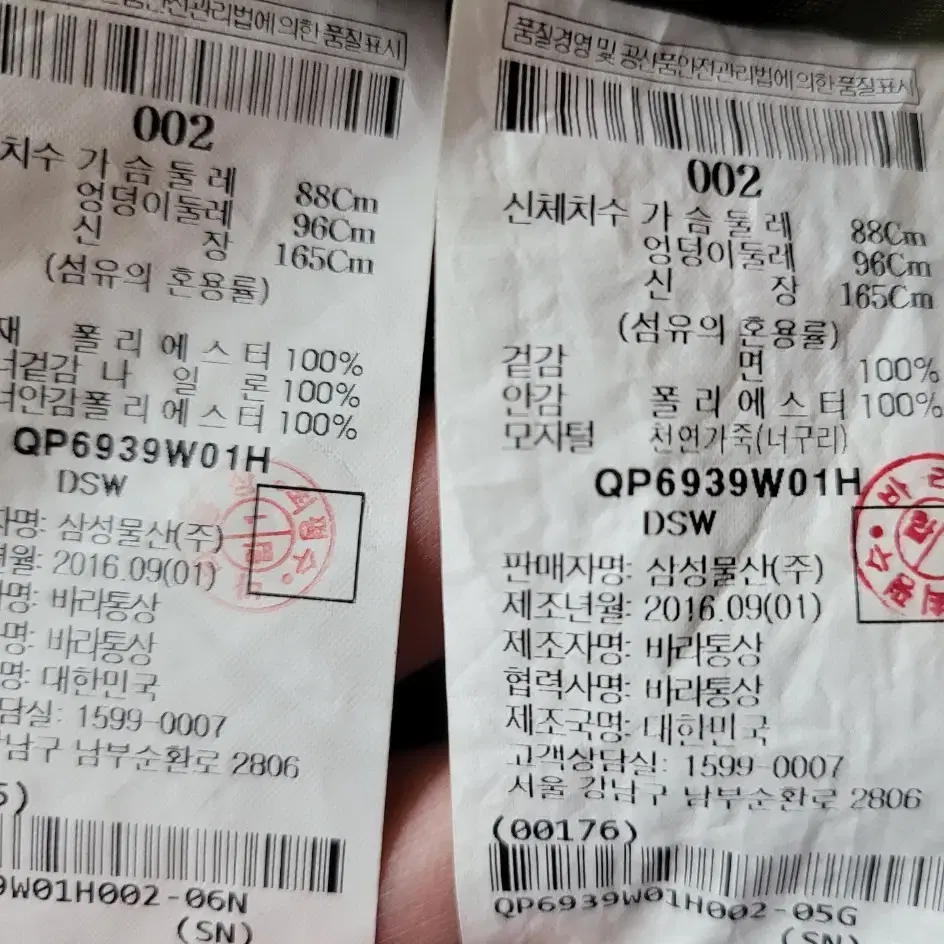 안전관리법에 의한 품질표시
002
치수 가 슴 둘 레 88Cm
엉덩이둘레 96Cm
신 장 165Cm
(섬유의 혼용률)
재 폴 리 에 스 터 100%
너겉감 나 일 론 100%
너안감폴 리 에 스 터 100%
QP6939W01H
DSW
자명: 삼성물산(주)
년월: 2016.09(01)
자명: 바라통상
명: 바라통상
명: 대한민국
담실: 1599-0007
강남구 남부순환로 2806
5)
9W01H002-06N
(SN)
품질경영 및 공산품안전관리법에 의한 품질표시
002
신체치수 가 슴 둘 레 88Cm
엉덩이둘레 96Cm
신 장 165Cm
(섬유의 혼용률)
겉감 면 100%
안감 폴 리 에 스 터 100%
모자털 천연가죽(너구리)
QP6939W01H
DSW
판매자명: 삼성물산(주)
제조년월: 2016.09(01)
제조자명: 바라통상
협력사명: 바라통상
제조국명: 대한민국
고객상담실: 1599-0007
서울 강남구 남부순환로 2806
(00176)
QP6939W01H002-05G
(SN)